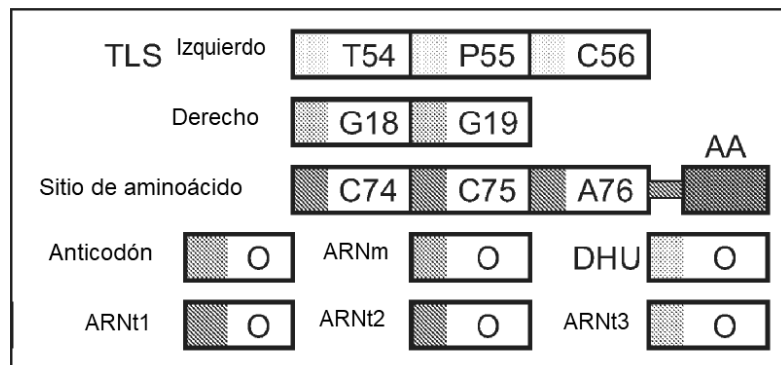 TLS Izquierdo T54 P55 C56
Derecho G18 G19
AA
Sitio de aminoácido C74 C75 A76
Anticodón O ARNm O DHU O
ARNt1 O ARNt2 O ARNt3 O